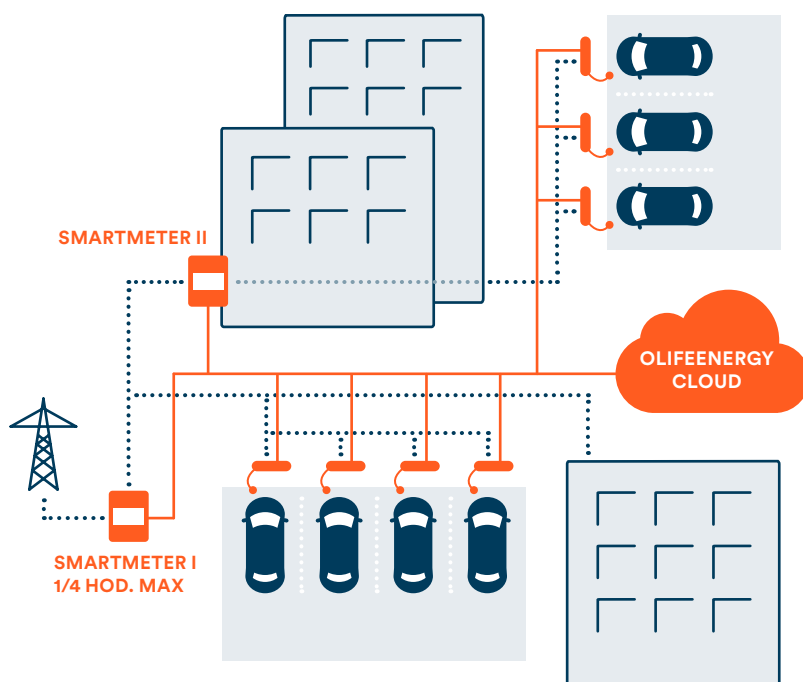 SMARTMETER II
OLIFEENERGY
CLOUD
SMARTMETER I
1/4 HOD. MAX